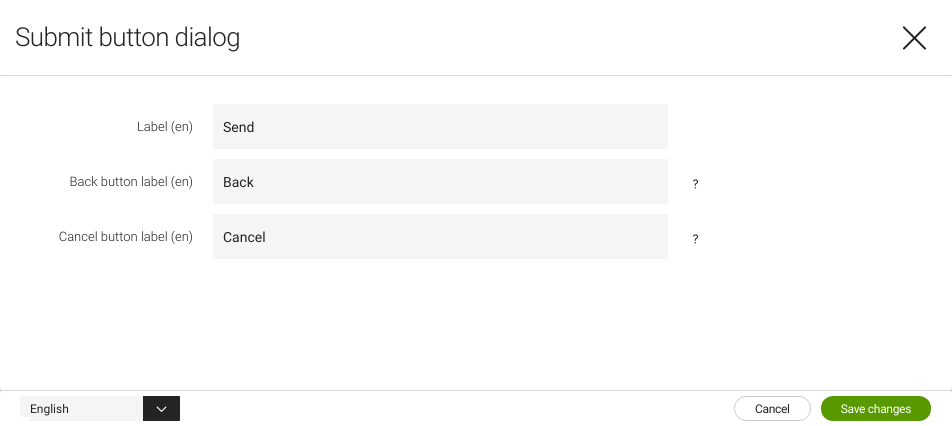 Submit button dialog
Label (en)
Send
Back button label (en)
Back
?
Cancel button label (en)
Cancel
?
English
Cancel
Save changes